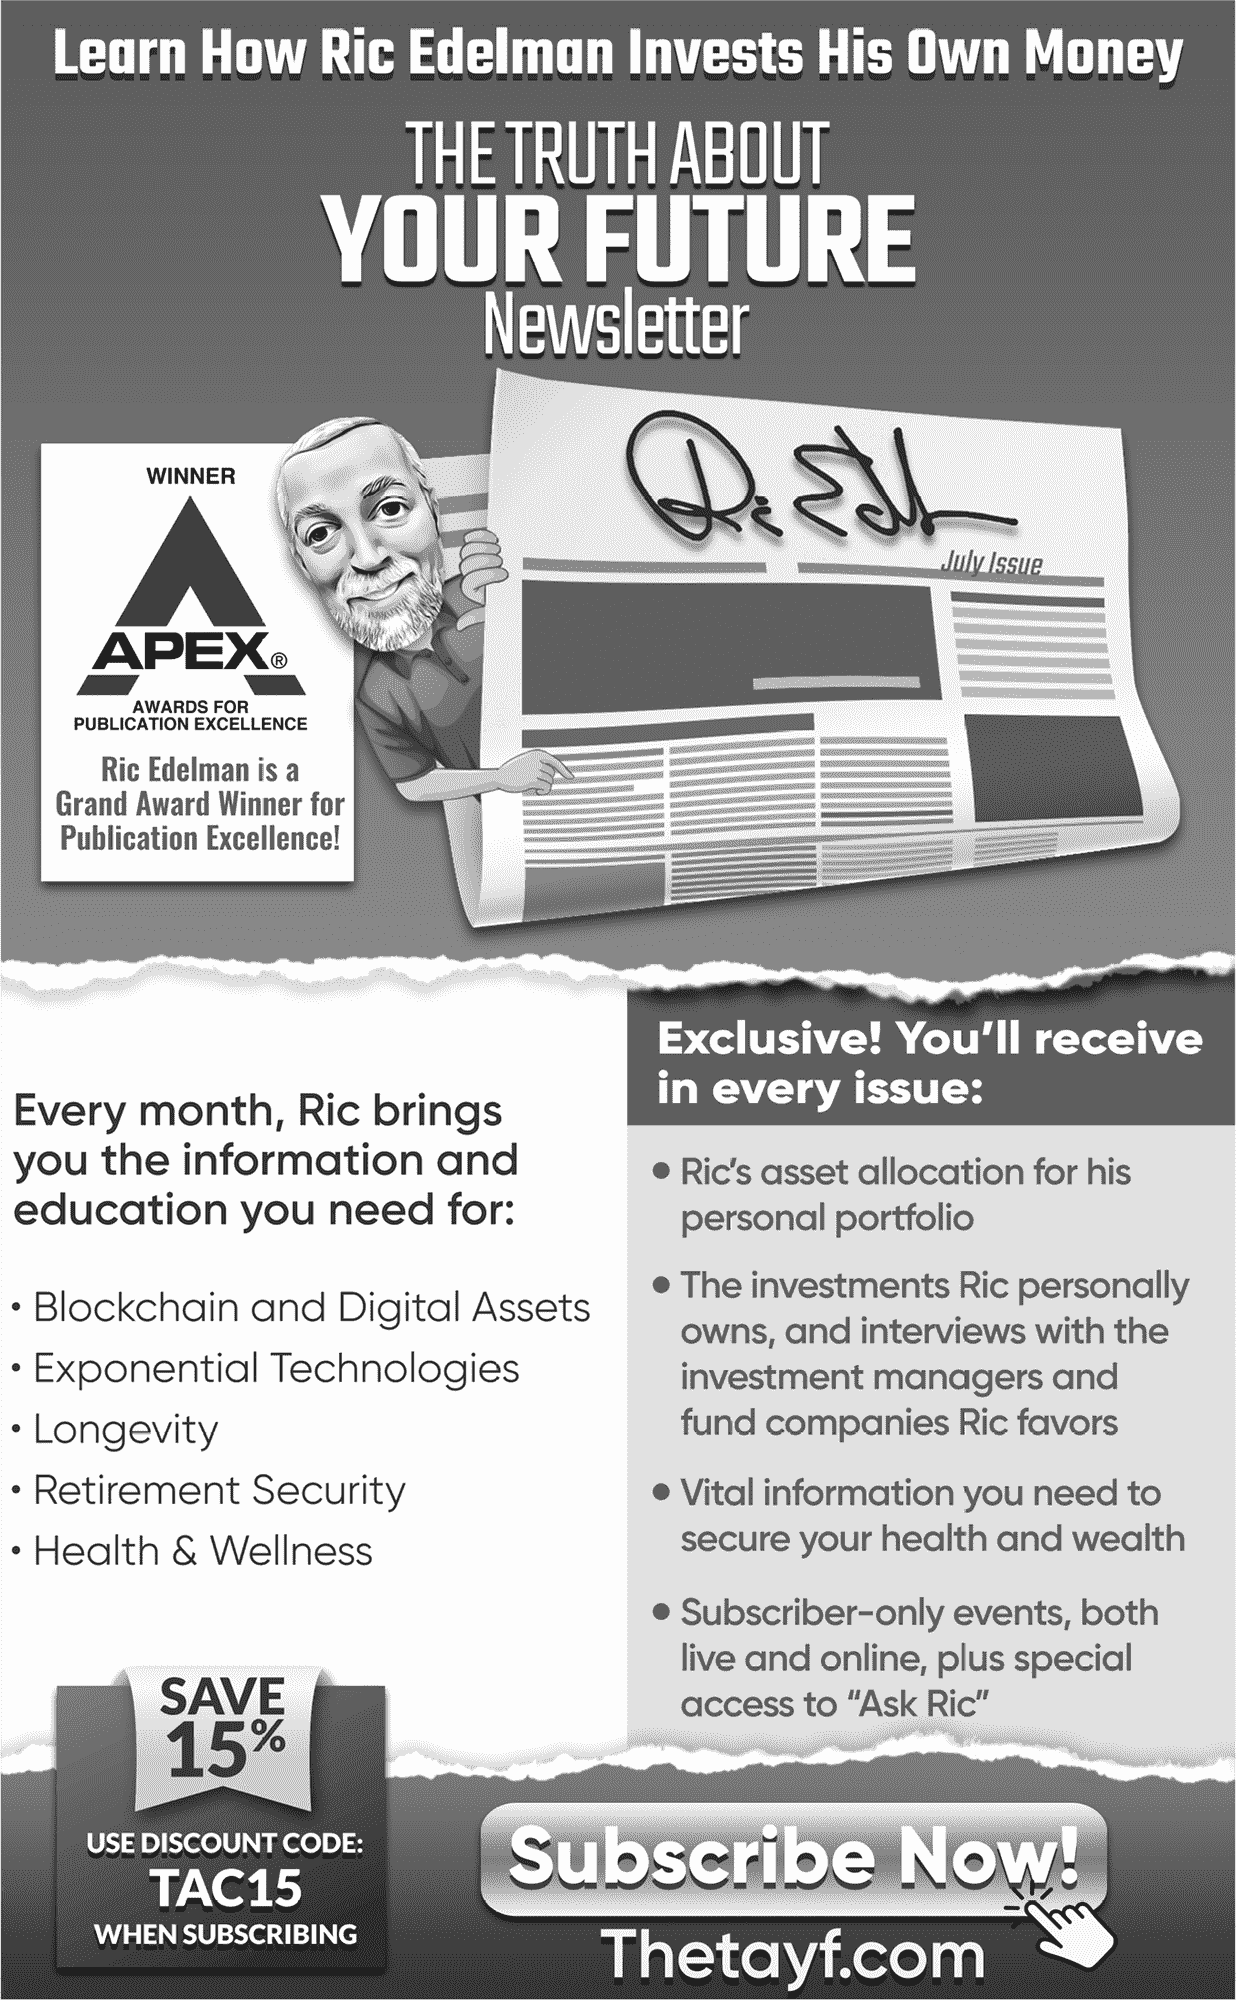 Learn How Ric Edelman Invests His Own Money
THE TRUTH ABOUT
YOUR FUTURE
Newsletter
WINNER
APEX®
AWARDS FOR
PUBLICATION EXCELLENCE
Ric Edelman is a
Grand Award Winner for
Publication Excellence!
Ric Edelman
July Issue
Every month, Ric brings
you the information and
education you need for:
• Blockchain and Digital Assets
• Exponential Technologies
• Longevity
• Retirement Security
• Health & Wellness
Exclusive! You’ll receive
in every issue:
• Ric’s asset allocation for his
personal portfolio
• The investments Ric personally
owns, and interviews with the
investment managers and
fund companies Ric favors
• Vital information you need to
secure your health and wealth
• Subscriber-only events, both
live and online, plus special
access to “Ask Ric”
SAVE
15%
USE DISCOUNT CODE:
TAC15
WHEN SUBSCRIBING
Subscribe Now!
Thetayf.com